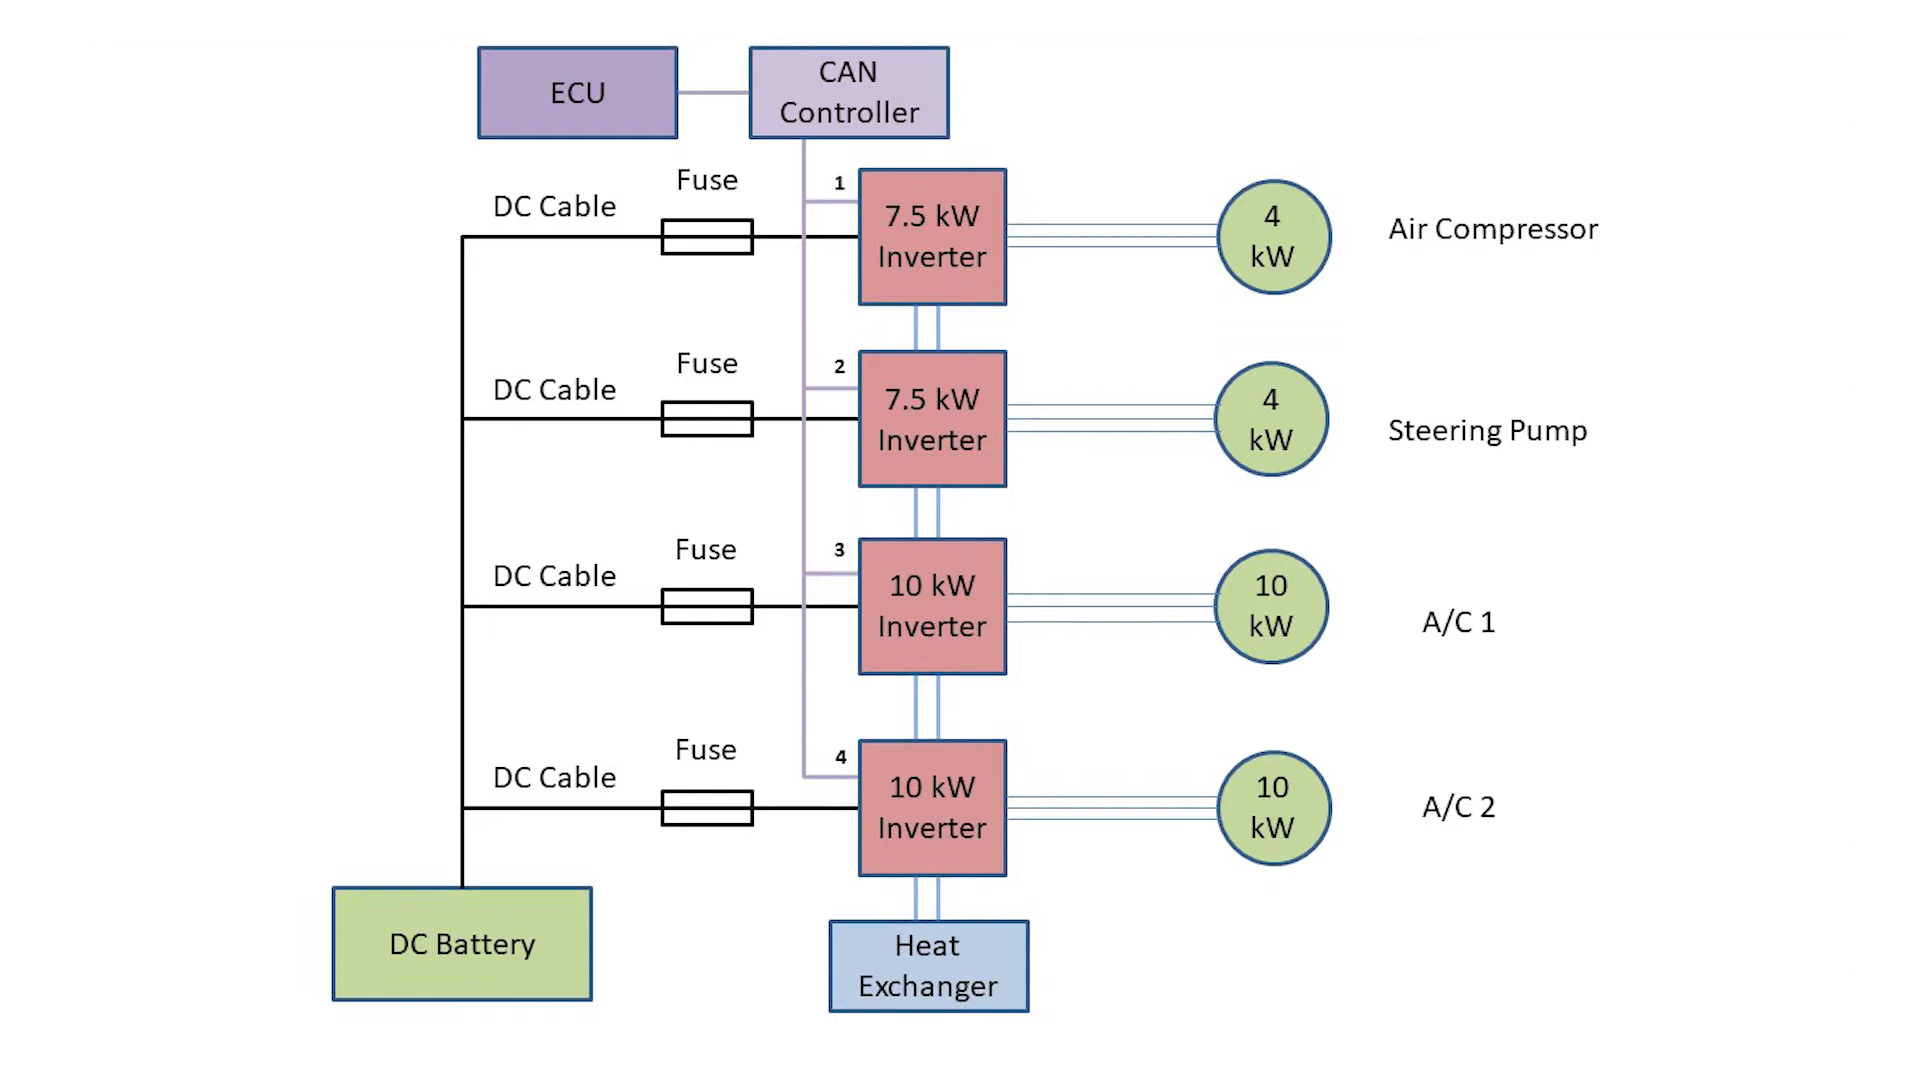 ECU
CAN
Controller
Fuse
DC Cable
1
7.5 kW
Inverter
4
kW
Air Compressor
Fuse
DC Cable
2
7.5 kW
Inverter
4
kW
Steering Pump
Fuse
DC Cable
3
10 kW
Inverter
10
kW
A/C 1
Fuse
DC Cable
4
10 kW
Inverter
10
kW
A/C 2
DC Battery
Heat
Exchanger